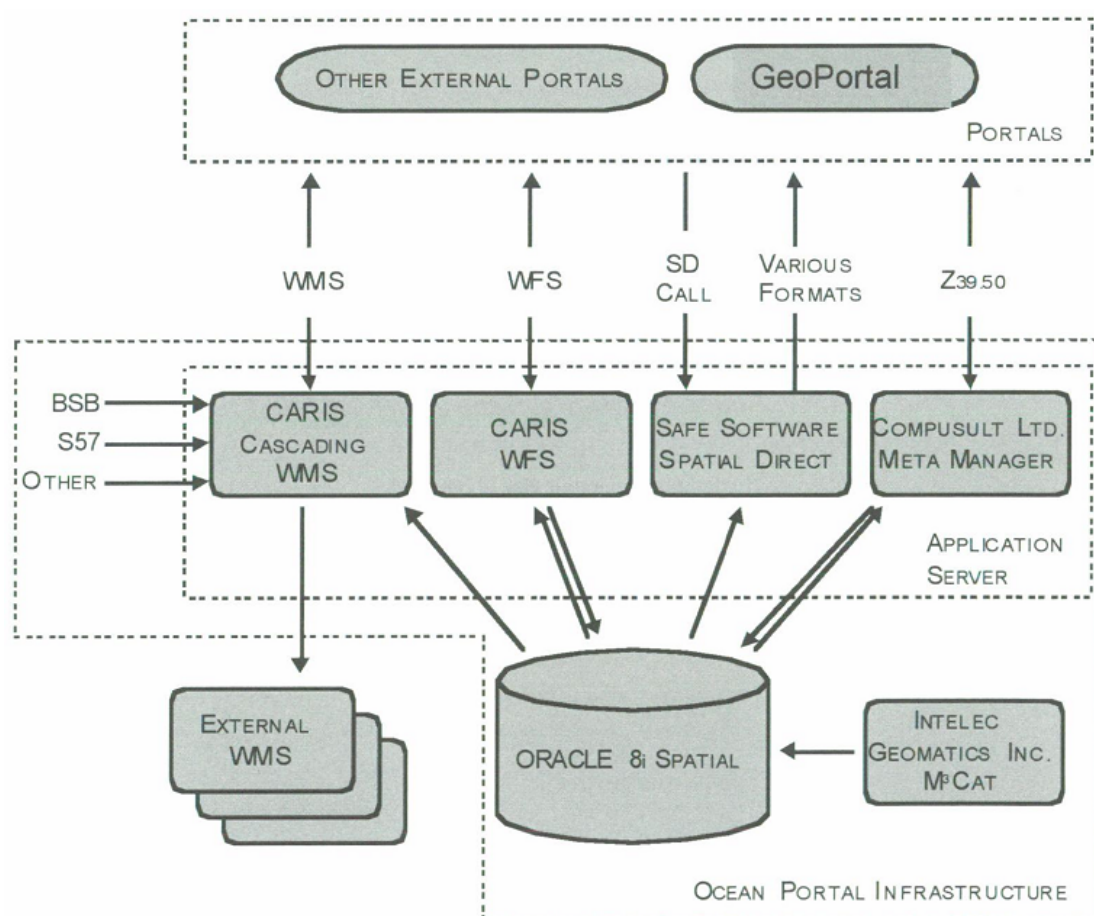 OTHER EXTERNAL PORTALS
GeoPortal
PORTALS
WMS
WFS
SD
CALL
VARIOUS
FORMATS
Z39.50
BSB
S57
OTHER
CARIS
CASCADING
WMS
CARIS
WFS
SAFE SOFTWARE
SPATIAL DIRECT
COMPUSULT LTD.
META MANAGER
APPLICATION
SERVER
EXTERNAL
WMS
ORACLE 8i SPATIAL
INTELEC
GEOMATICS INC.
M³CAT
OCEAN PORTAL INFRASTRUCTURE